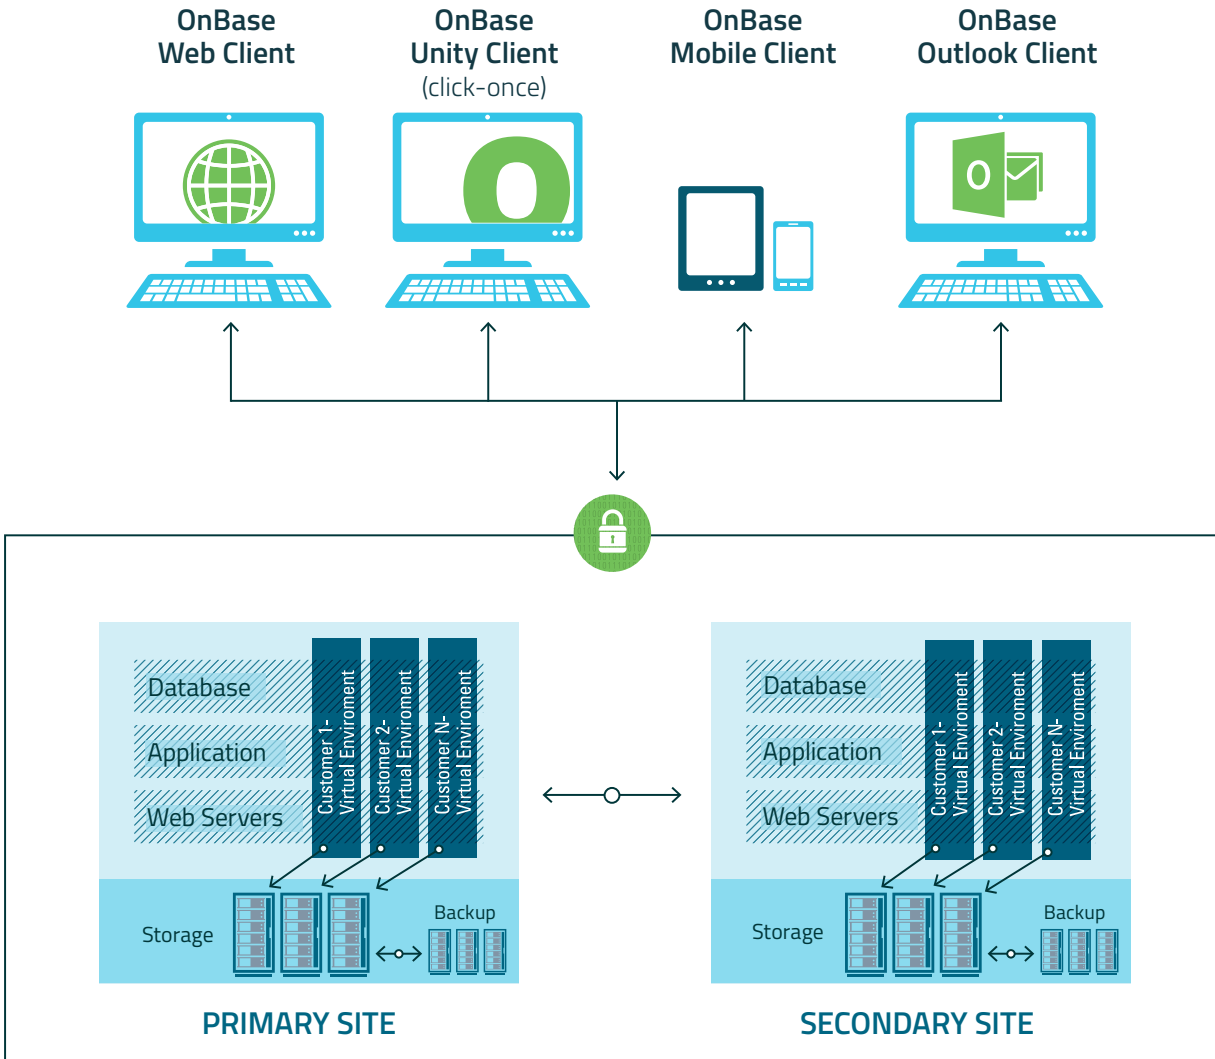 OnBase
Web Client
OnBase
Unity Client
(click-once)
OnBase
Mobile Client
OnBase
Outlook Client
O
O
Database
Application
Web Servers
Customer 1-
Virtual Enviroment
Customer 2-
Virtual Enviroment
Customer N-
Virtual Enviroment
Storage
Backup
PRIMARY SITE
Database
Application
Web Servers
Customer 1-
Virtual Enviroment
Customer 2-
Virtual Enviroment
Customer N-
Virtual Enviroment
Storage
Backup
SECONDARY SITE